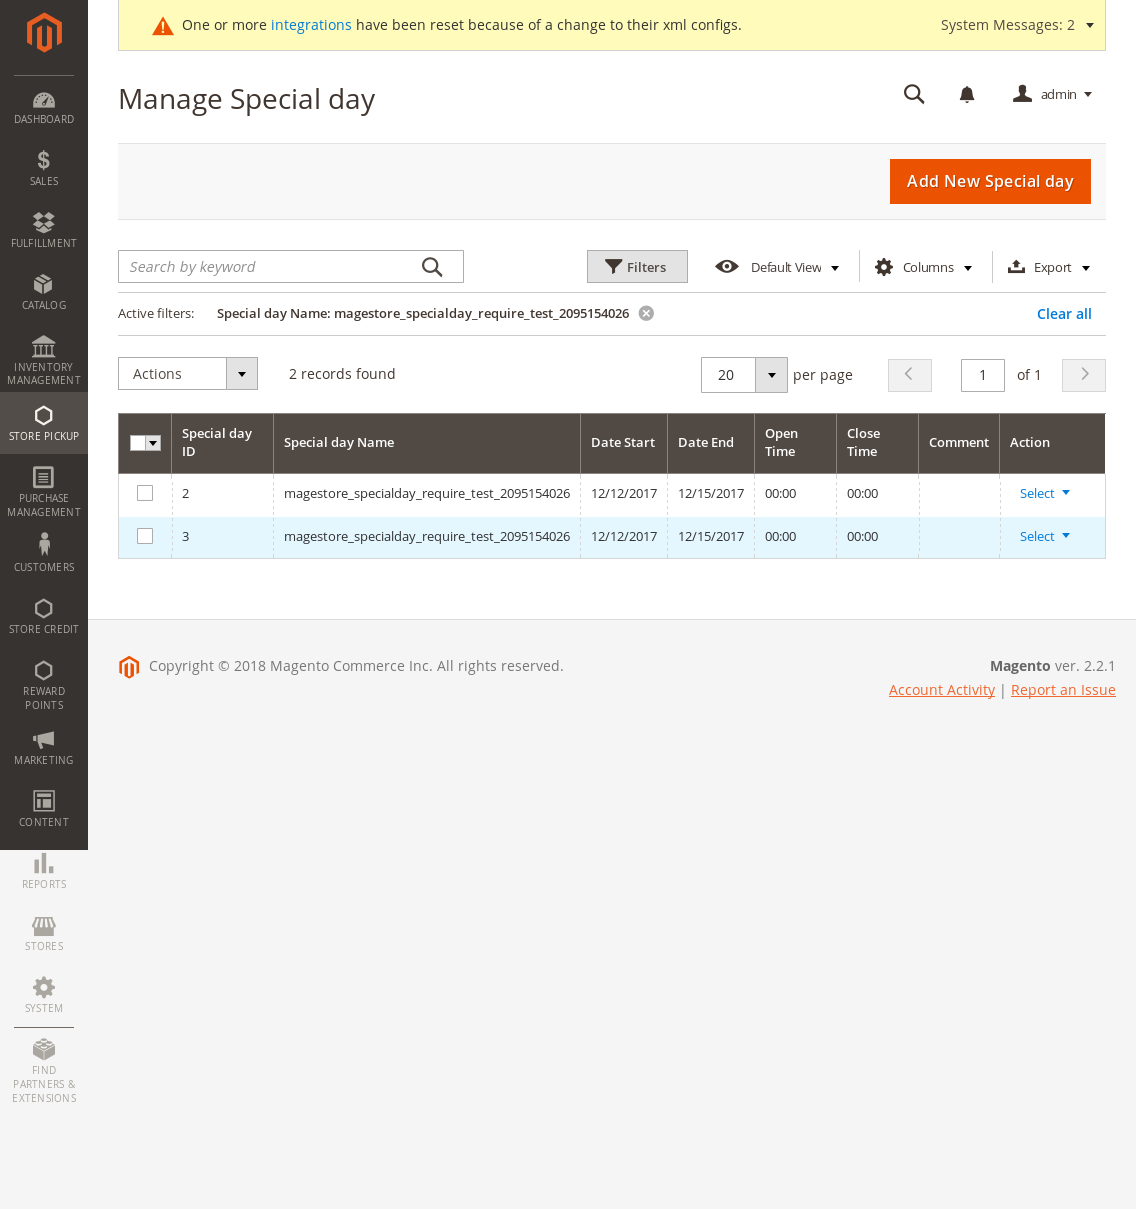 One or more integrations have been reset because of a change to their xml configs.
System Messages: 2
Manage Special day
admin
Add New Special day
Search by keyword
Filters
Default View
Columns
Export
Active filters:
Special day Name: magestore_specialday_require_test_2095154026
Clear all
Actions
2 records found
20
per page
1
of 1
Special day ID Special day Name Date Start Date End Open Time Close Time Comment Action
2 magestore_specialday_require_test_2095154026 12/12/2017 12/15/2017 00:00 00:00 Select
3 magestore_specialday_require_test_2095154026 12/12/2017 12/15/2017 00:00 00:00 Select
Copyright © 2018 Magento Commerce Inc. All rights reserved.
Magento ver. 2.2.1
Account Activity | Report an Issue
DASHBOARD
$
SALES
FULFILLMENT
CATALOG
INVENTORY
MANAGEMENT
STORE PICKUP
PURCHASE
MANAGEMENT
CUSTOMERS
STORE CREDIT
REWARD
POINTS
MARKETING
CONTENT
REPORTS
STORES
SYSTEM
FIND
PARTNERS &
EXTENSIONS